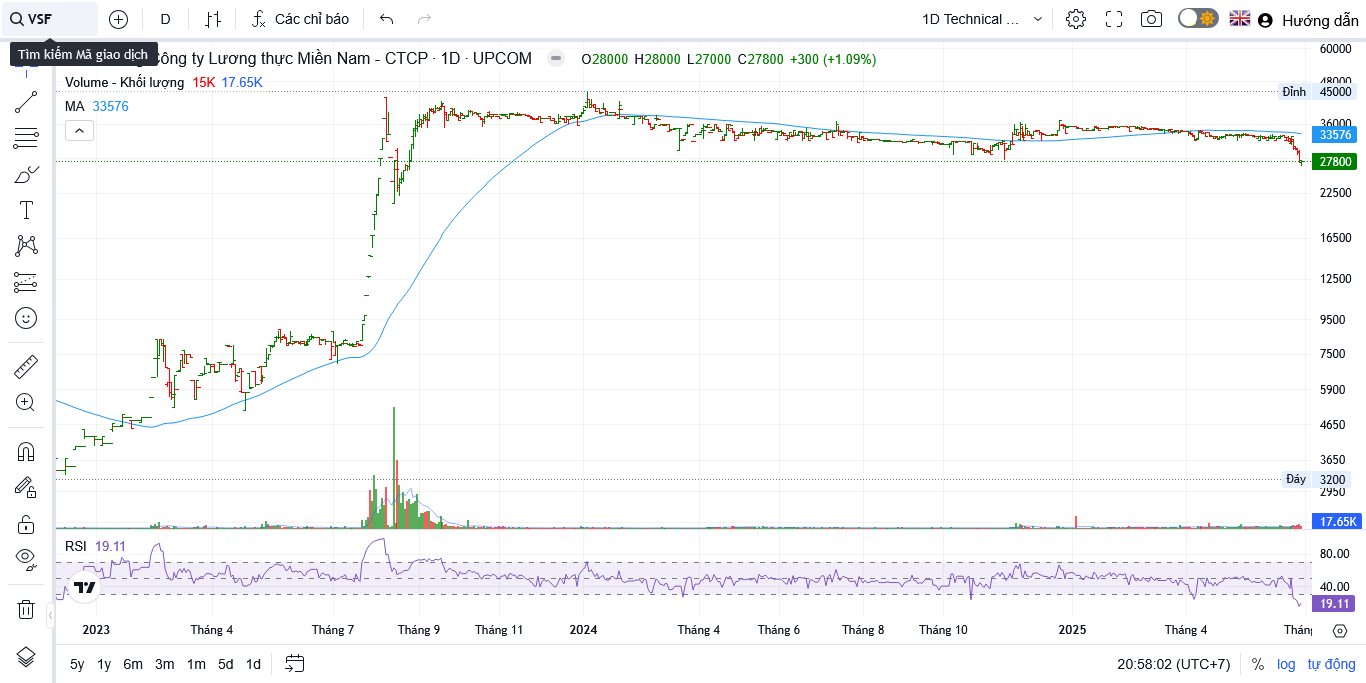 VSF D Các chỉ báo 1D Technical ... Hướng dẫn
Tìm kiếm Mã giao dịch
Công ty Lương thực Miền Nam - CTCP · 1D · UPCOM O28000 H28000 L27000 C27800 +300 (+1.09%)
Volume - Khối lượng 15K 17.65K
MA 33576
60000
48000
Đỉnh 45000
36000
33576
27800
22500
16500
12500
9500
7500
5900
4650
3650
Đáy 3200
2950
17.65K
RSI 19.11
80.00
40.00
19.11
2023 Tháng 4 Tháng 7 Tháng 9 Tháng 11 2024 Tháng 4 Tháng 6 Tháng 8 Tháng 10 2025 Tháng 4 Tháng
5y 1y 6m 3m 1m 5d 1d 20:58:02 (UTC+7) % log tự động